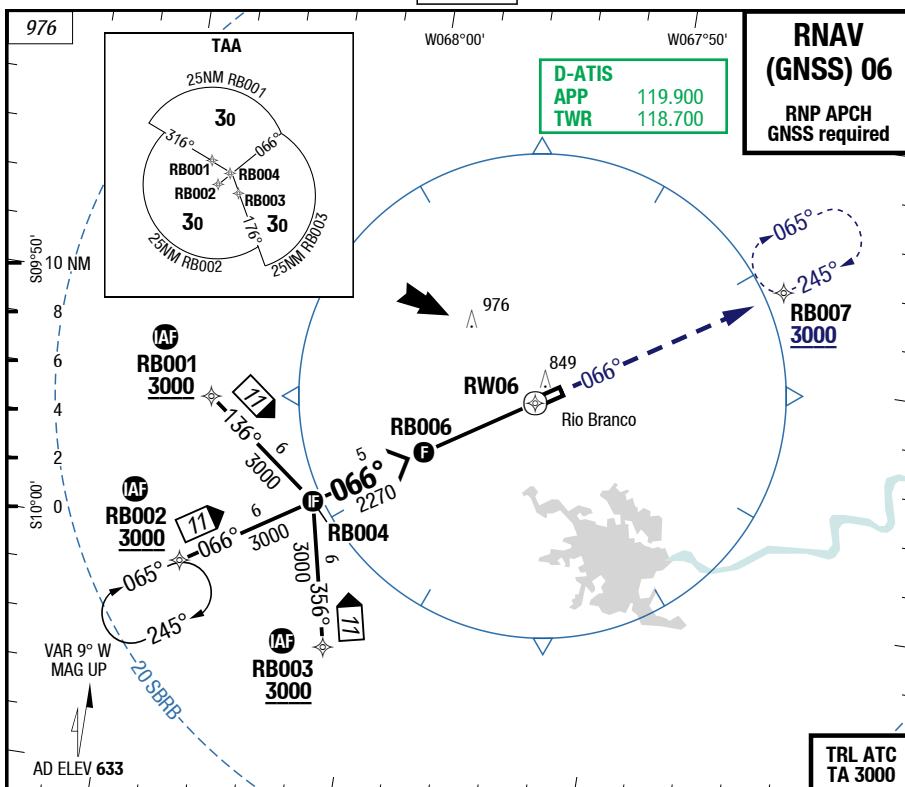 976
TAA
25NM RB001
30
316°
066°
RB001
RB004
RB002
RB003
176°
30
30
25NM RB002
25NM RB003
W068°00'
W067°50'
RNAV
(GNSS) 06
RNP APCH
GNSS required
D-ATIS
APP 119.900
TWR 118.700
S09°50'
10 NM
8
6
4
2
0
S10°00'
065°
245°
RB007
3000
976
849
066°
RW06
Rio Branco
IAF
RB001
3000
11
136°
6
3000
RB006
F
5
066°
2270
IF
RB004
IAF
RB002
3000
11
066°
6
3000
065°
245°
6
3000
356°
11
IAF
RB003
3000
VAR 9° W
MAG UP
20 SBRB
AD ELEV 633
TRL ATC
TA 3000